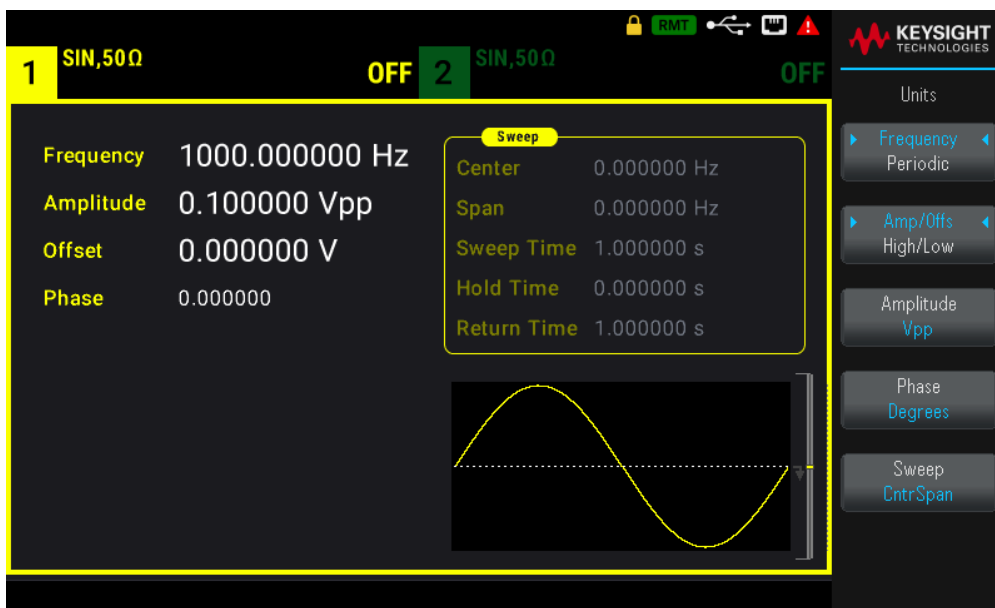 RMT
KEYSIGHT
TECHNOLOGIES
1 SIN,50Ω OFF 2 SIN,50Ω OFF
Units
Frequency 1000.000000 Hz
Amplitude 0.100000 Vpp
Offset 0.000000 V
Phase 0.000000
Sweep
Center 0.000000 Hz
Span 0.000000 Hz
Sweep Time 1.000000 s
Hold Time 0.000000 s
Return Time 1.000000 s
Frequency
Periodic
Amp/Offs
High/Low
Amplitude
Vpp
Phase
Degrees
Sweep
CntrSpan